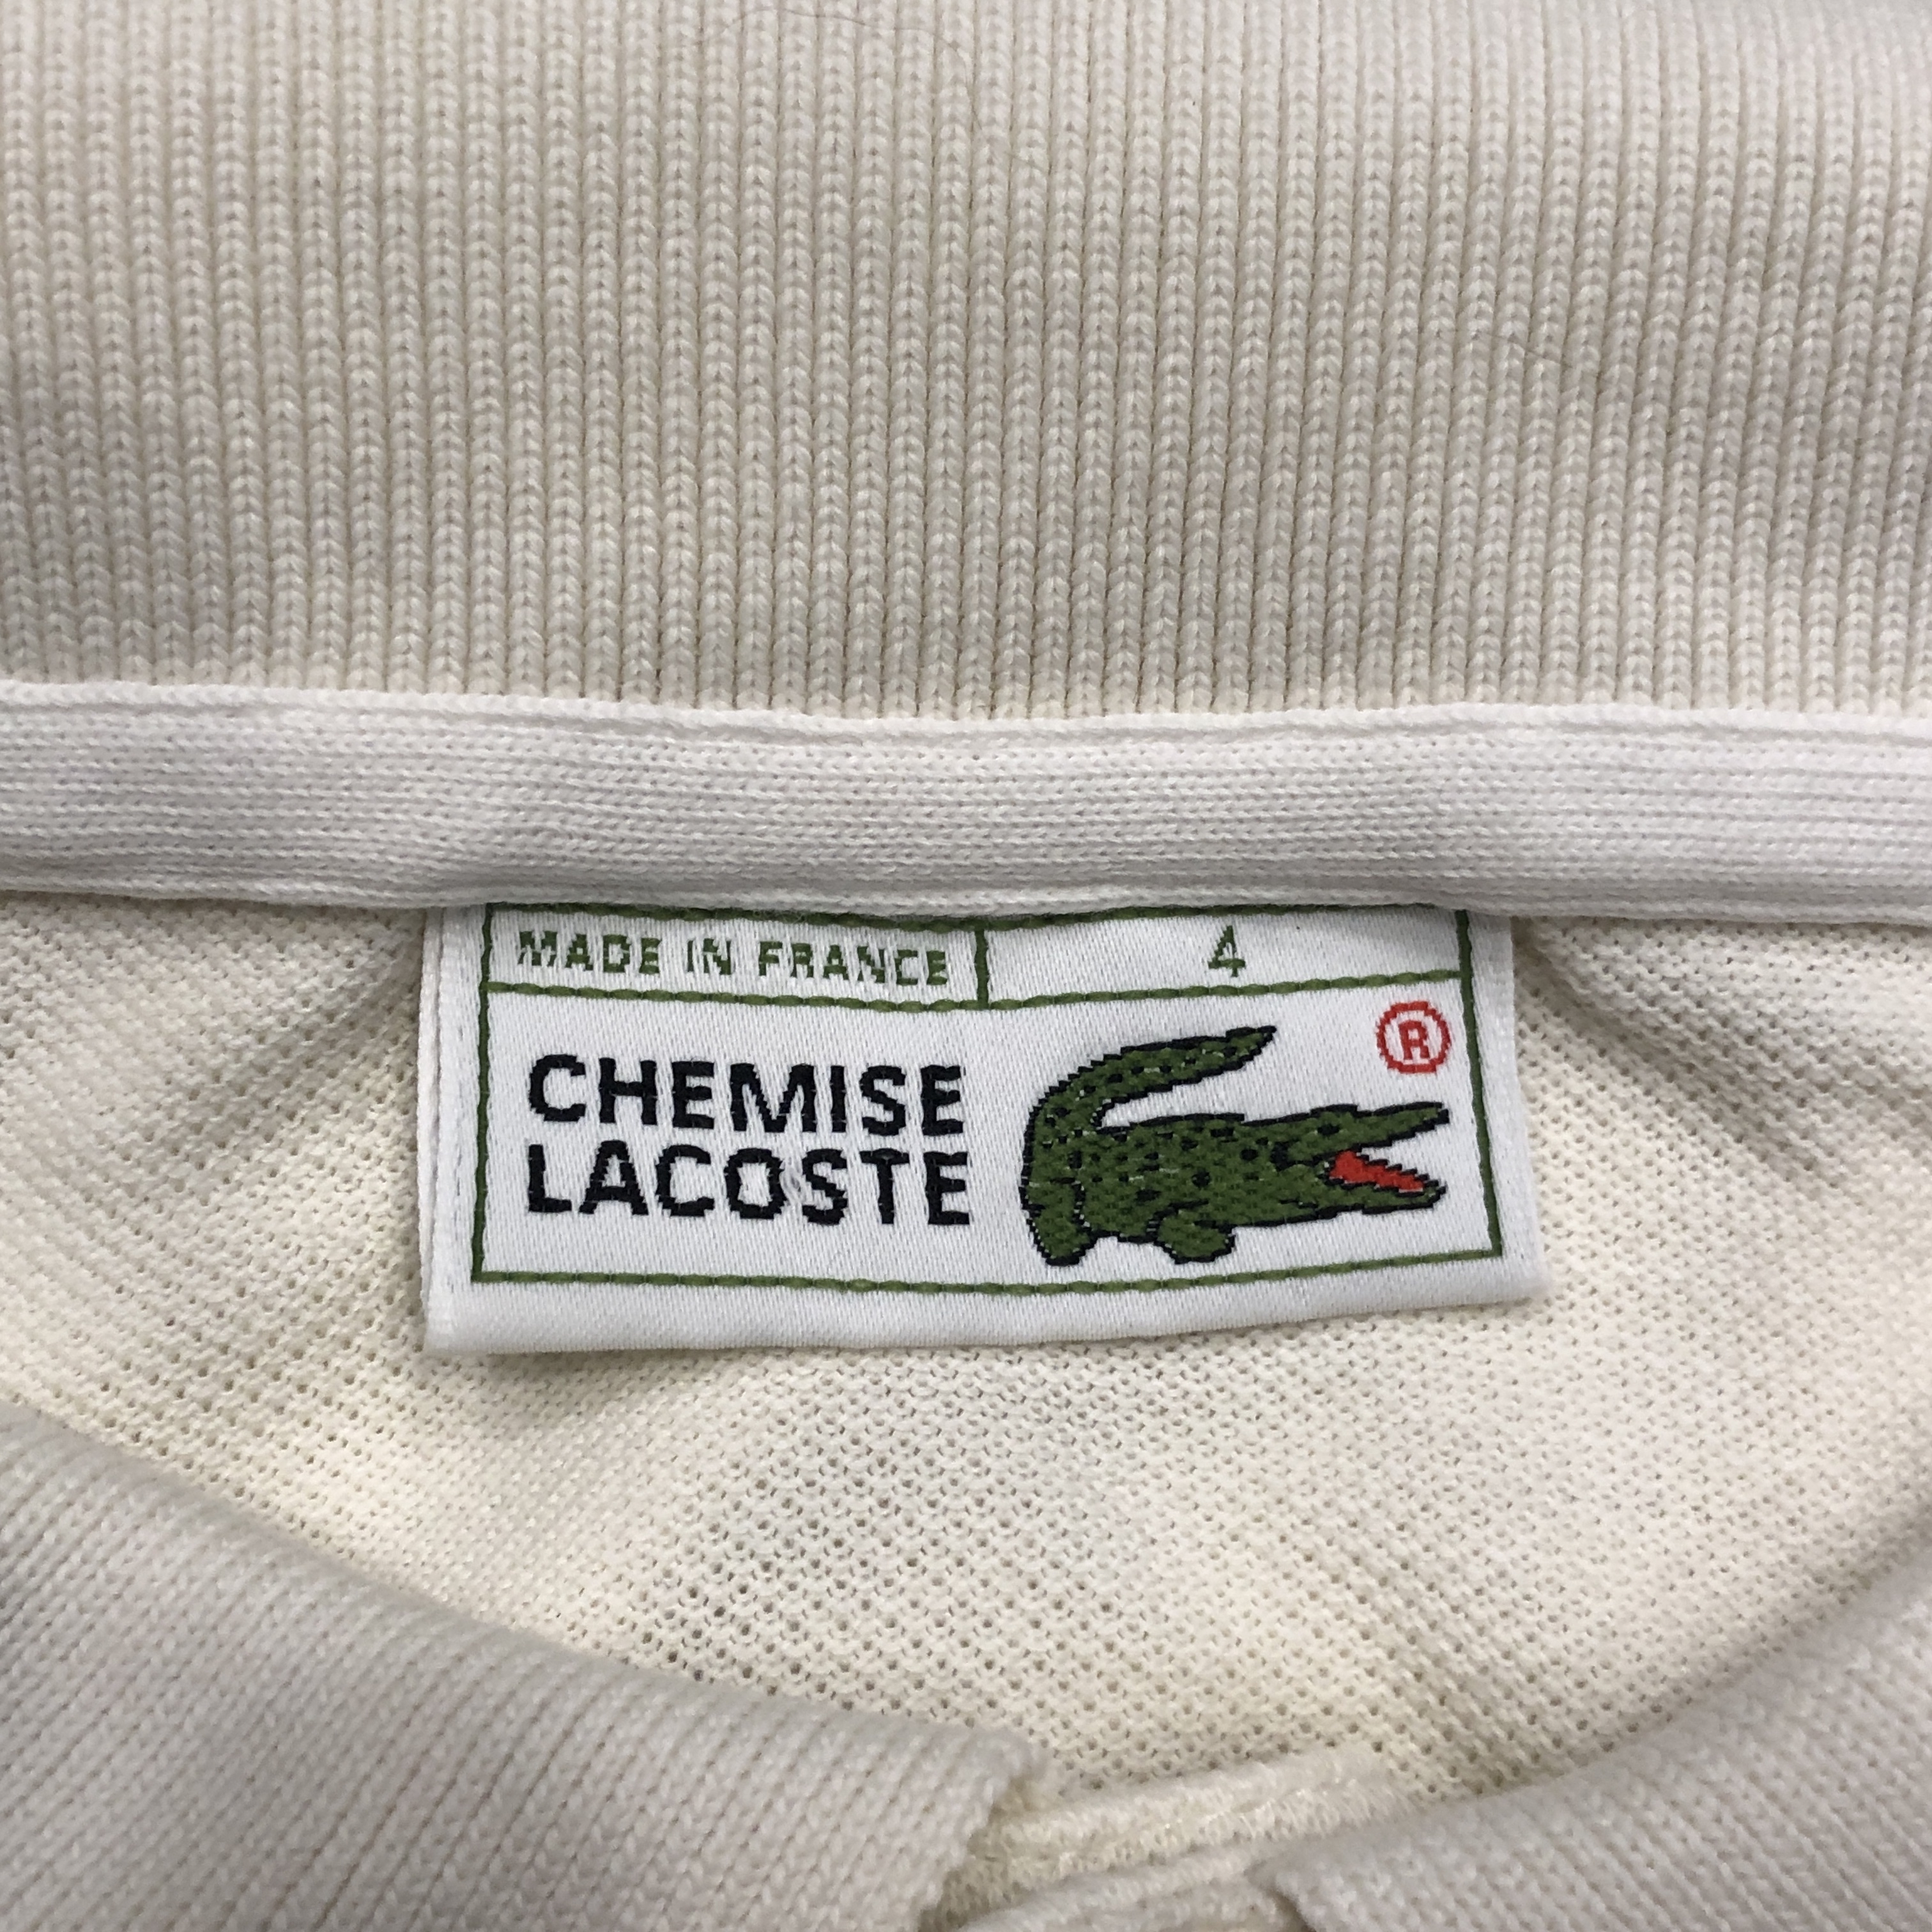 MADE IN FRANCE 4
CHEMISE
LACOSTE
®